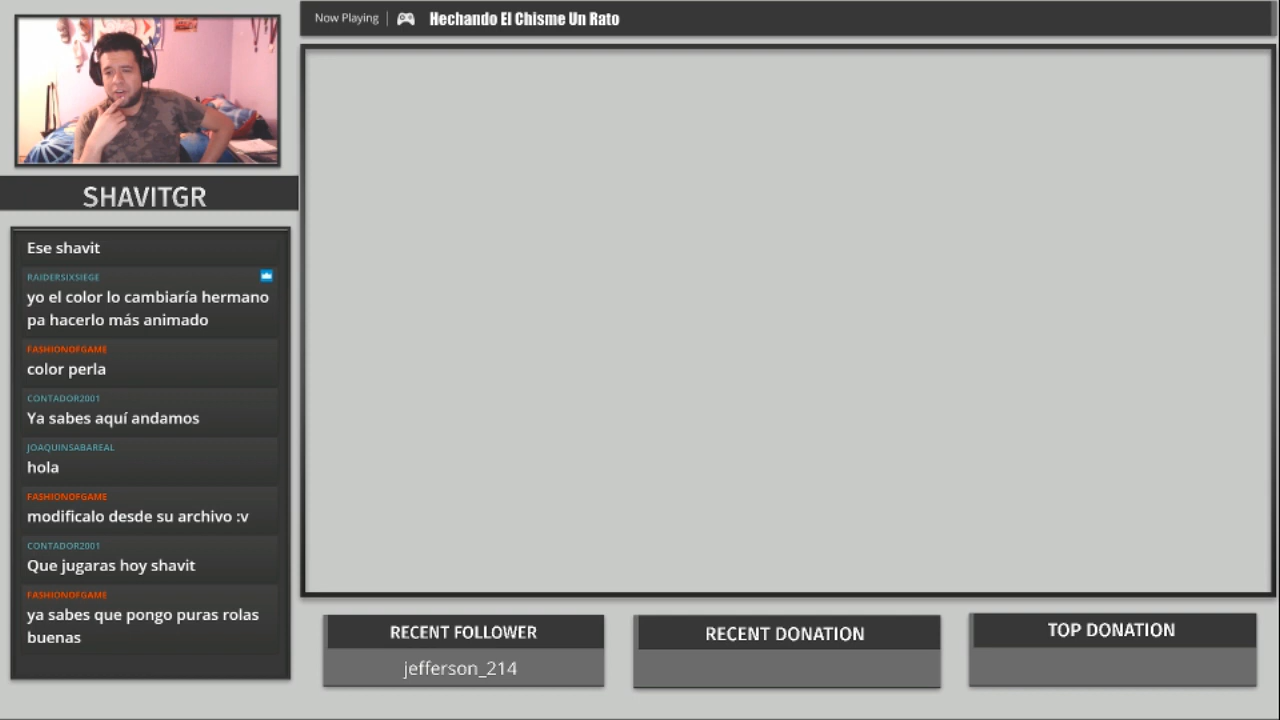 Now Playing
Hechando El Chisme Un Rato
SHAVITGR
Ese shavit
RAIDERSIXSIEGE
yo el color lo cambiaría hermano
pa hacerlo más animado
FASHIONOFGAME
color perla
CONTADOR2001
Ya sabes aquí andamos
JOAQUINSABAREAL
hola
FASHIONOFGAME
modificalo desde su archivo :v
CONTADOR2001
Que jugaras hoy shavit
FASHIONOFGAME
ya sabes que pongo puras rolas
buenas
RECENT FOLLOWER
jefferson_214
RECENT DONATION
TOP DONATION